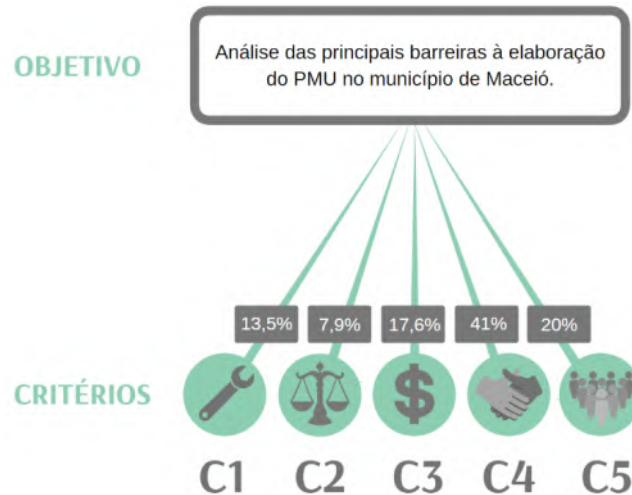 OBJETIVO
Análise das principais barreiras à elaboração
do PMU no município de Maceió.
13,5% 7,9% 17,6% 41% 20%
CRITÉRIOS
$
C1 C2 C3 C4 C5